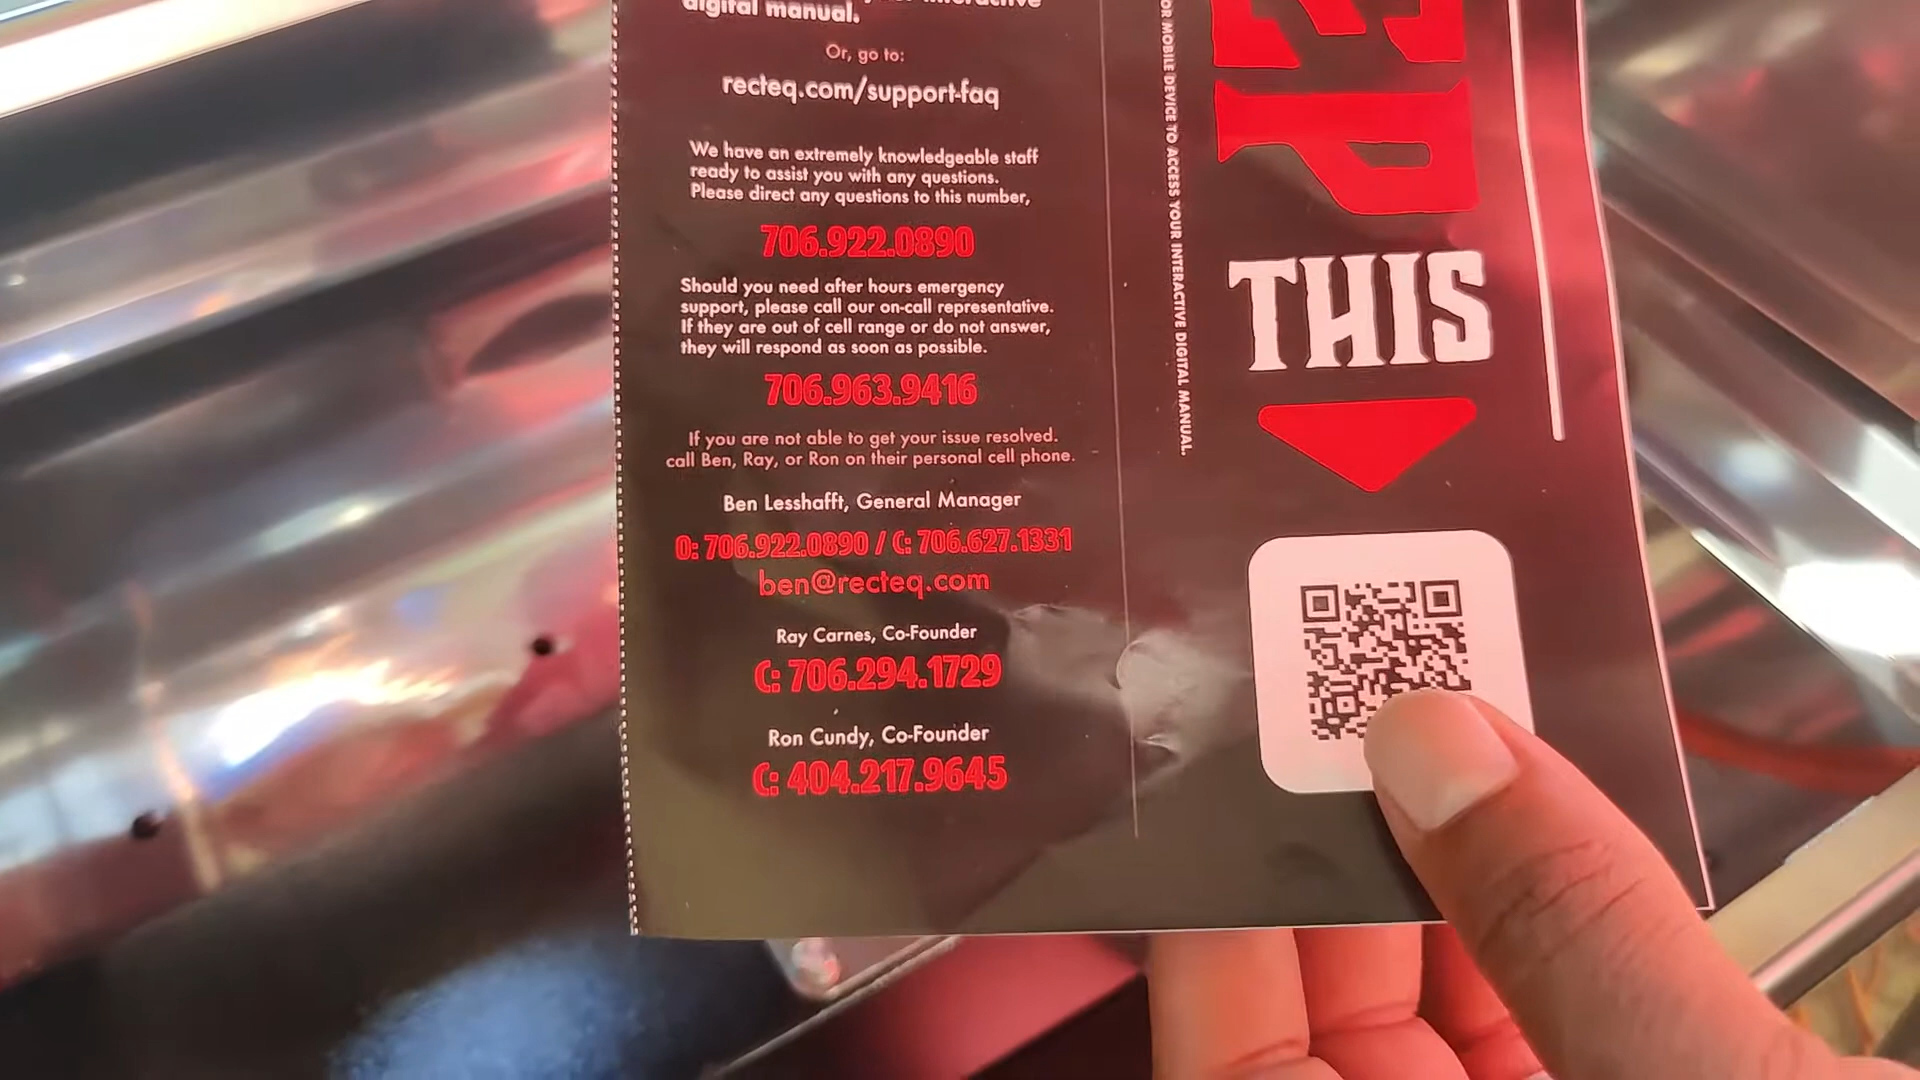 digital manual.
Or, go to:
recteq.com/support-faq
We have an extremely knowledgeable staff
ready to assist you with any questions.
Please direct any questions to this number,
706.922.0890
Should you need after hours emergency
support, please call our on-call representative.
If they are out of cell range or do not answer,
they will respond as soon as possible.
706.963.9416
If you are not able to get your issue resolved.
call Ben, Ray, or Ron on their personal cell phone.
Ben Lesshafft, General Manager
O: 706.922.0890 / C: 706.627.1331
ben@recteq.com
Ray Carnes, Co-Founder
C: 706.294.1729
Ron Cundy, Co-Founder
C: 404.217.9645
OR MOBILE DEVICE TO ACCESS YOUR INTERACTIVE DIGITAL MANUAL.
THIS